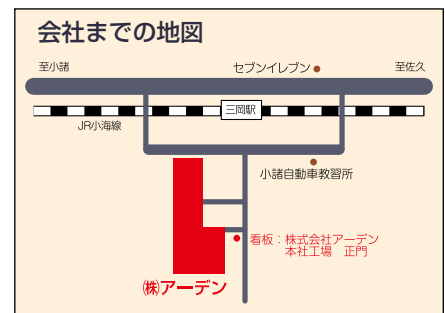 会社までの地図
至小諸
セブンイレブン
至佐久
三岡駅
JR小海線
小諸自動車教習所
看板：株式会社アーデン
本社工場　正門
㈱アーデン